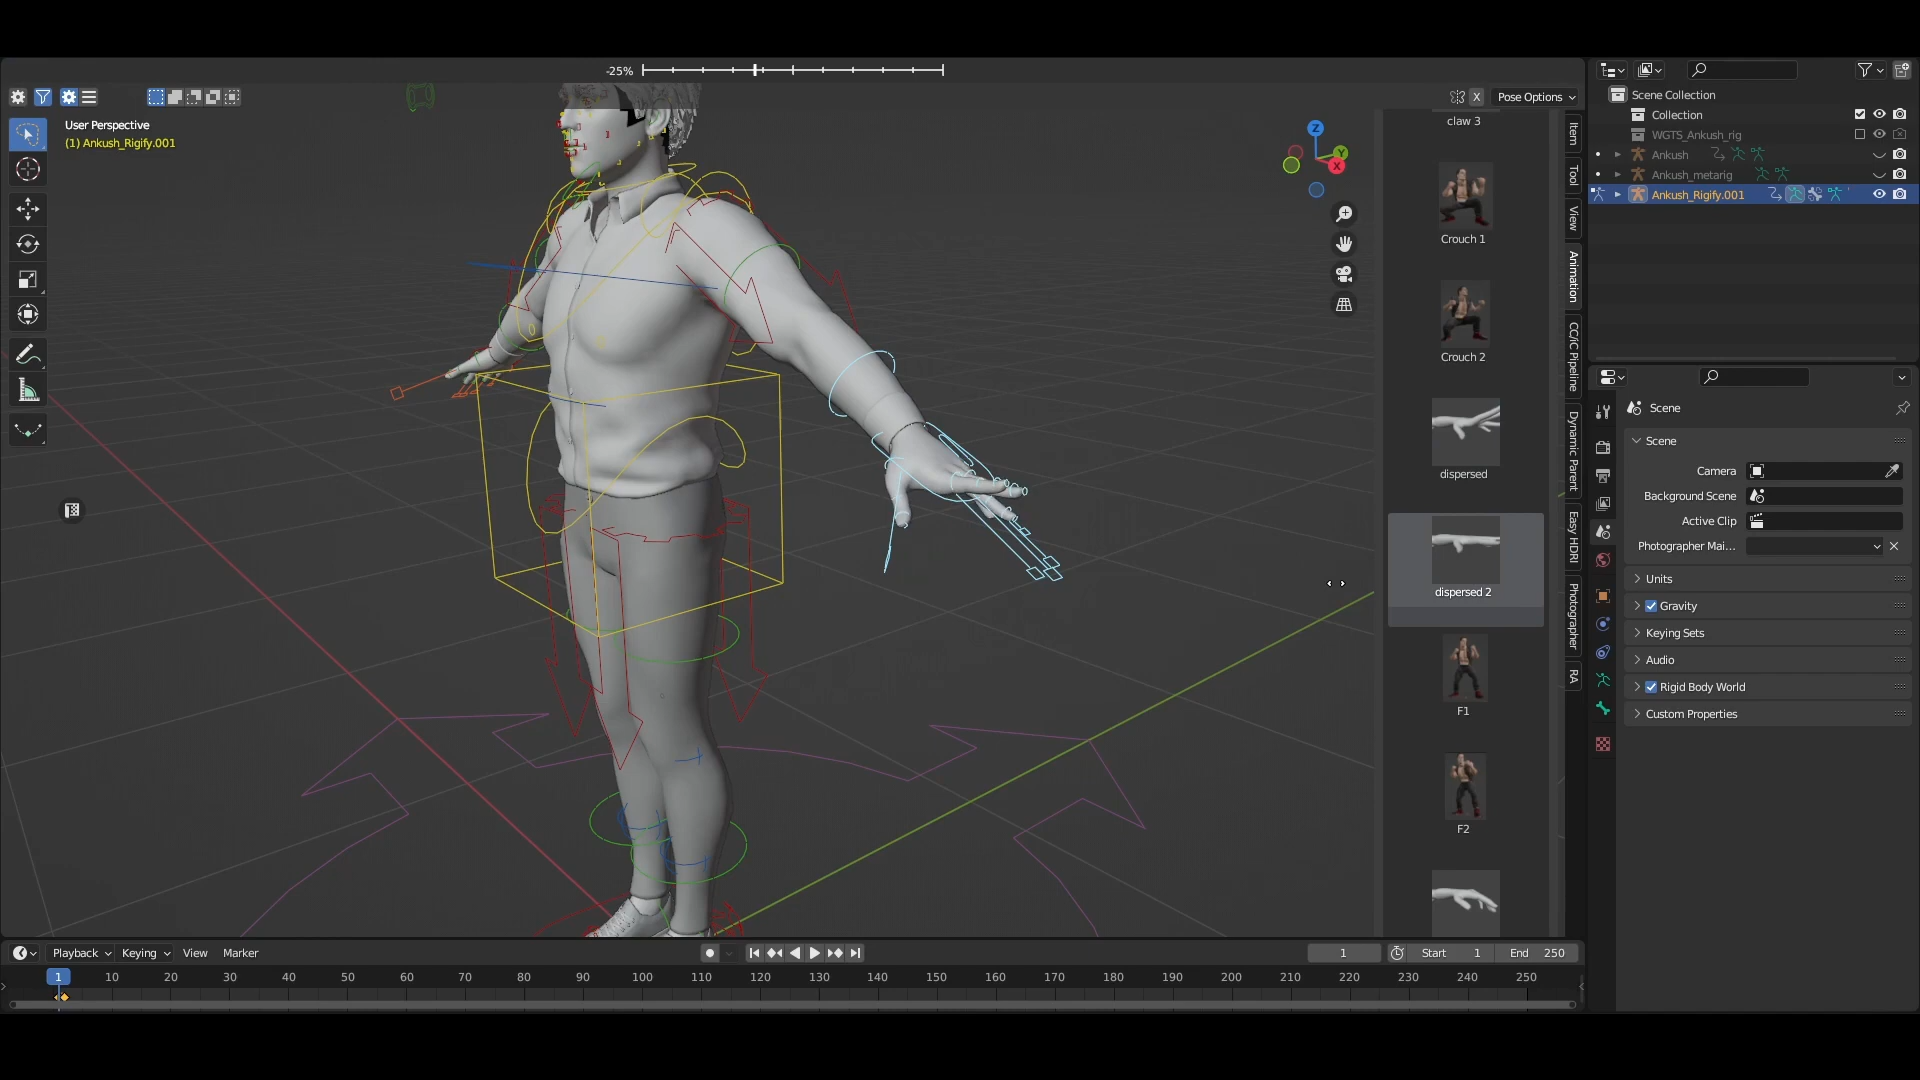 -25%
X
Pose Options
User Perspective
(1) Ankush_Rigify.001
claw 3
Crouch 1
Crouch 2
dispersed
dispersed 2
F1
F2
Z
Y
X
Item
Tool
View
Animation
CC/iC Pipeline
Dynamic Parent
Easy HDRI
Photographer
RA
Scene Collection
Collection
WGTS_Ankush_rig
Ankush
Ankush_metarig
Ankush_Rigify.001
Scene
Scene
Camera
Background Scene
Active Clip
Photographer Mai...
Units
Gravity
Keying Sets
Audio
Rigid Body World
Custom Properties
Playback
Keying
View
Marker
1
Start 1
End 250
1 10 20 30 40 50 60 70 80 90 100 110 120 130 140 150 160 170 180 190 200 210 220 230 240 250